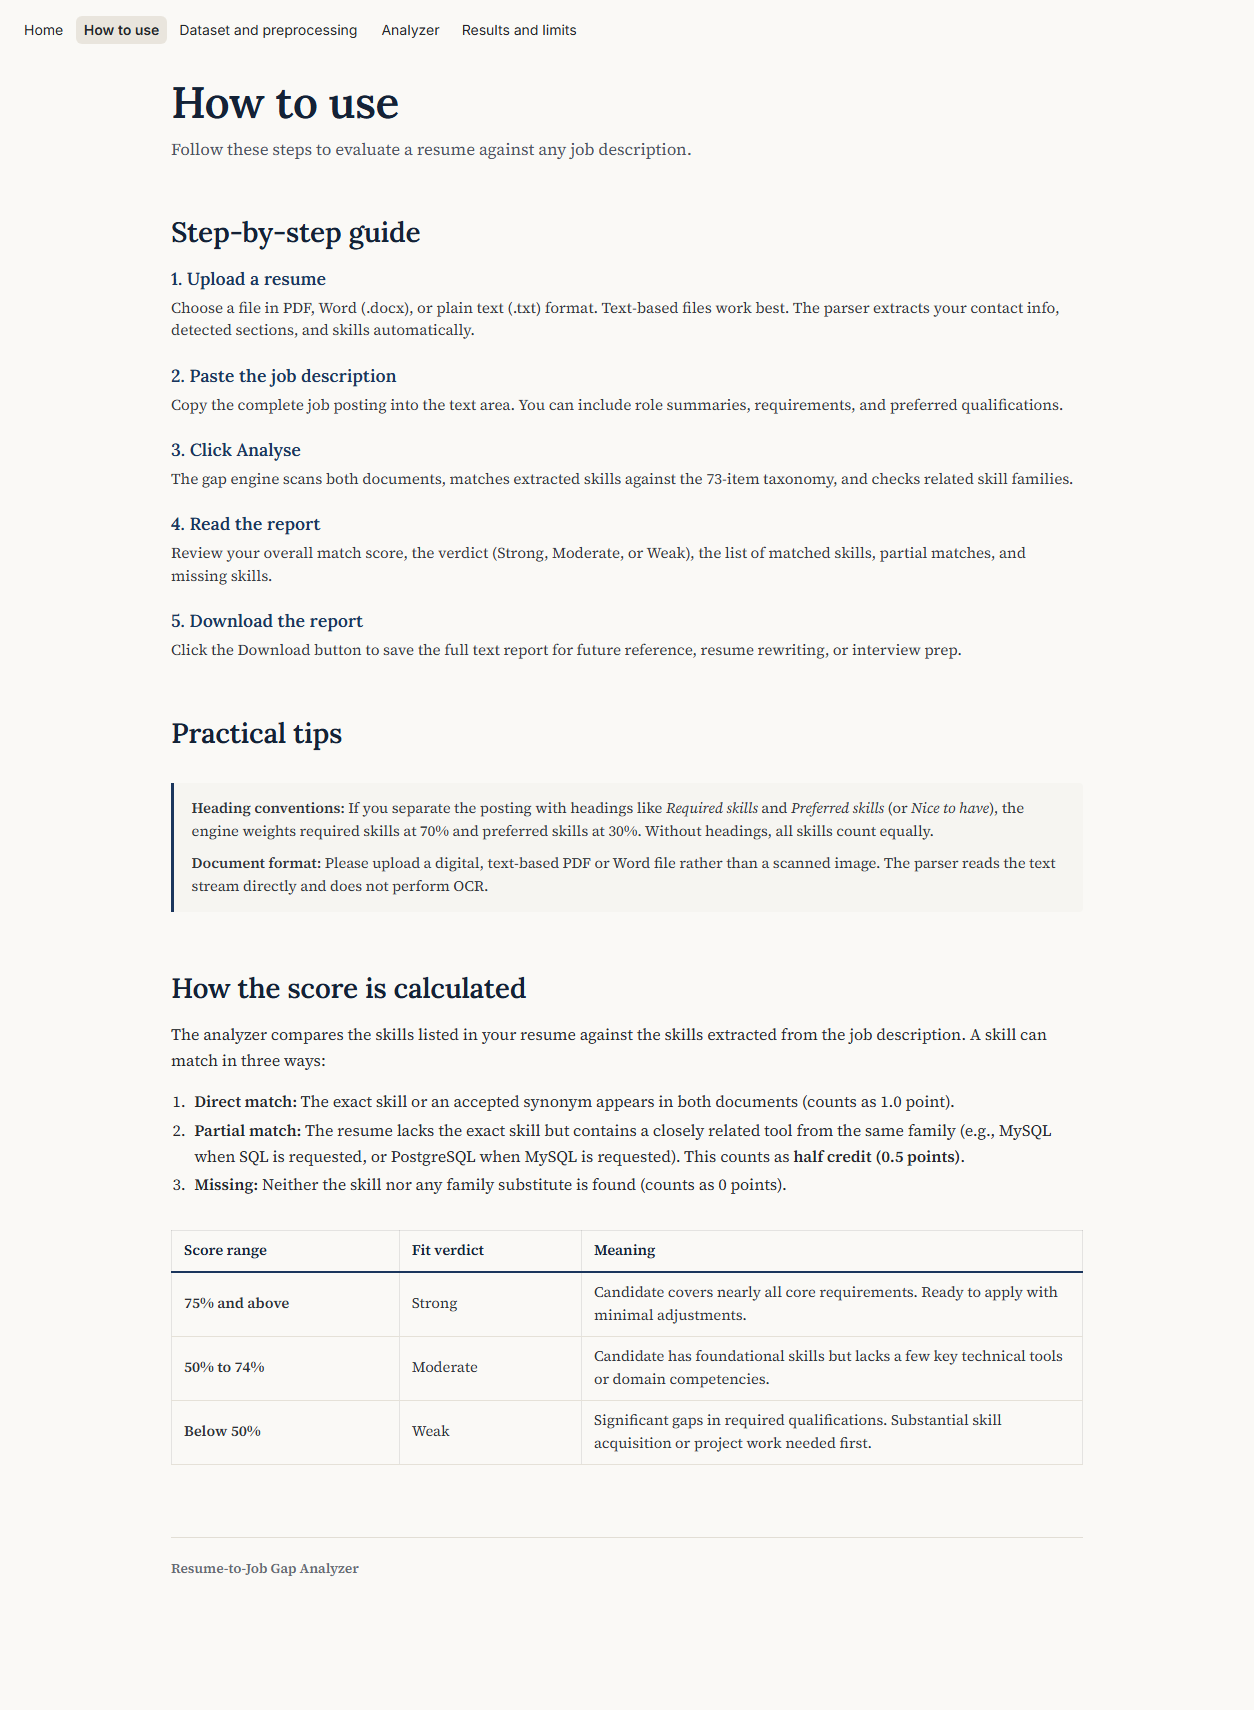 Home How to use Dataset and preprocessing Analyzer Results and limits
How to use
Follow these steps to evaluate a resume against any job description.
Step-by-step guide
1. Upload a resume
Choose a file in PDF, Word (.docx), or plain text (.txt) format. Text-based files work best. The parser extracts your contact info,
detected sections, and skills automatically.
2. Paste the job description
Copy the complete job posting into the text area. You can include role summaries, requirements, and preferred qualifications.
3. Click Analyse
The gap engine scans both documents, matches extracted skills against the 73-item taxonomy, and checks related skill families.
4. Read the report
Review your overall match score, the verdict (Strong, Moderate, or Weak), the list of matched skills, partial matches, and
missing skills.
5. Download the report
Click the Download button to save the full text report for future reference, resume rewriting, or interview prep.
Practical tips
Heading conventions: If you separate the posting with headings like Required skills and Preferred skills (or Nice to have), the
engine weights required skills at 70% and preferred skills at 30%. Without headings, all skills count equally.
Document format: Please upload a digital, text-based PDF or Word file rather than a scanned image. The parser reads the text
stream directly and does not perform OCR.
How the score is calculated
The analyzer compares the skills listed in your resume against the skills extracted from the job description. A skill can
match in three ways:
1. Direct match: The exact skill or an accepted synonym appears in both documents (counts as 1.0 point).
2. Partial match: The resume lacks the exact skill but contains a closely related tool from the same family (e.g., MySQL
when SQL is requested, or PostgreSQL when MySQL is requested). This counts as half credit (0.5 points).
3. Missing: Neither the skill nor any family substitute is found (counts as 0 points).
Score range Fit verdict Meaning
75% and above Strong Candidate covers nearly all core requirements. Ready to apply with
minimal adjustments.
50% to 74% Moderate Candidate has foundational skills but lacks a few key technical tools
or domain competencies.
Below 50% Weak Significant gaps in required qualifications. Substantial skill
acquisition or project work needed first.
Resume-to-Job Gap Analyzer